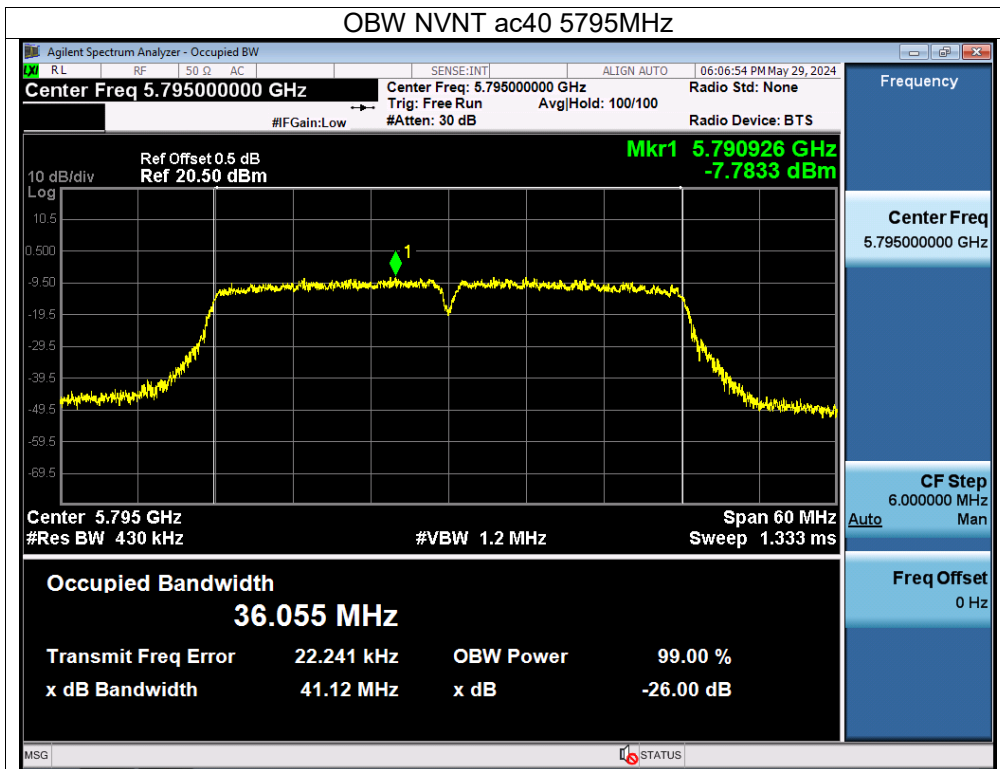 OBW NVNT ac40 5795MHz
Agilent Spectrum Analyzer - Occupied BW
LXI RL RF 50 Ω AC SENSE:INT ALIGN AUTO 06:06:54 PM May 29, 2024
Center Freq 5.795000000 GHz
Center Freq: 5.795000000 GHz
Radio Std: None
Trig: Free Run Avg|Hold: 100/100
#IFGain:Low
#Atten: 30 dB
Radio Device: BTS
Frequency
Mkr1 5.790926 GHz
-7.7833 dBm
Ref Offset 0.5 dB
10 dB/div Ref 20.50 dBm
Log
10.5
0.500
-9.50
-19.5
-29.5
-39.5
-49.5
-59.5
-69.5
1
Center 5.795 GHz Span 60 MHz
#Res BW 430 kHz #VBW 1.2 MHz Sweep 1.333 ms
Center Freq
5.795000000 GHz
CF Step
6.000000 MHz
Auto Man
Freq Offset
0 Hz
Occupied Bandwidth
36.055 MHz
Transmit Freq Error 22.241 kHz OBW Power 99.00 %
x dB Bandwidth 41.12 MHz x dB -26.00 dB
MSG STATUS